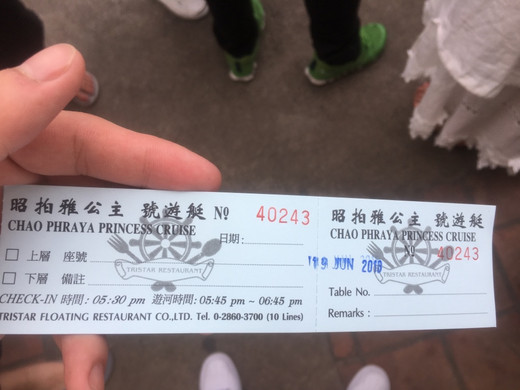 昭拍雅公主 號遊艇 № 40243
CHAO PHRAYA PRINCESS CRUISE
日期:
上層 座號
下層 備註
TRISTAR RESTAURANT
CHECK-IN 時間: 05:30 pm 遊河時間: 05:45 pm ~ 06:45 pm
TRISTAR FLOATING RESTAURANT CO.,LTD. Tel. 0-2860-3700 (10 Lines)
昭拍雅公主 號遊艇
CHAO PHRAYA PRINCESS CRUISE
№ 40243
19 JUN 2018
TRISTAR RESTAURANT
Table No.
Remarks :